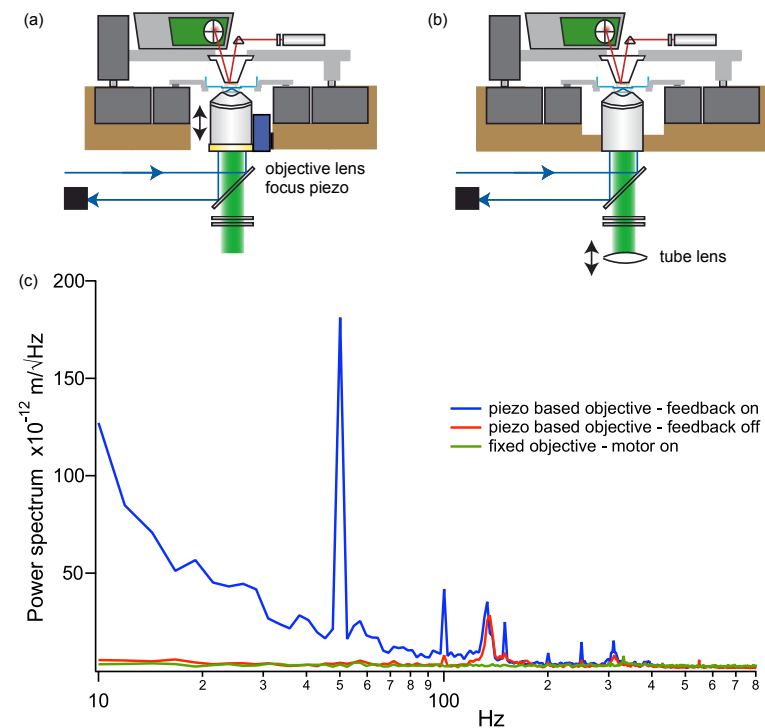 (a)
(b)
objective lens
focus piezo
tube lens
(c)
200
150
100
50
Power spectrum x10⁻¹² m/√Hz
piezo based objective - feedback on
piezo based objective - feedback off
fixed objective - motor on
10
2
3
4
5
6
7
8
9
100
2
3
4
5
6
7
8
Hz